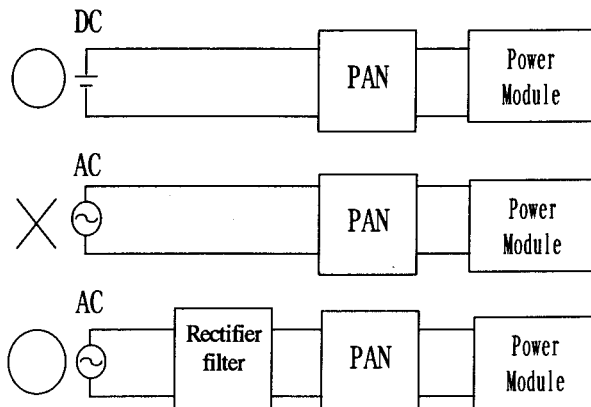 DC
PAN
Power
Module
AC
PAN
Power
Module
AC
Rectifier
filter
PAN
Power
Module